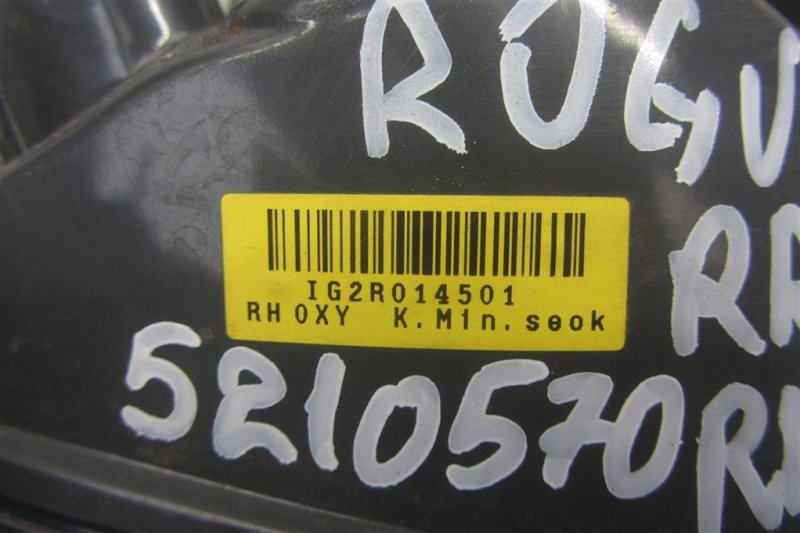 ROGU
IG2R014501
RH OXY K.Min.seok
5210570R